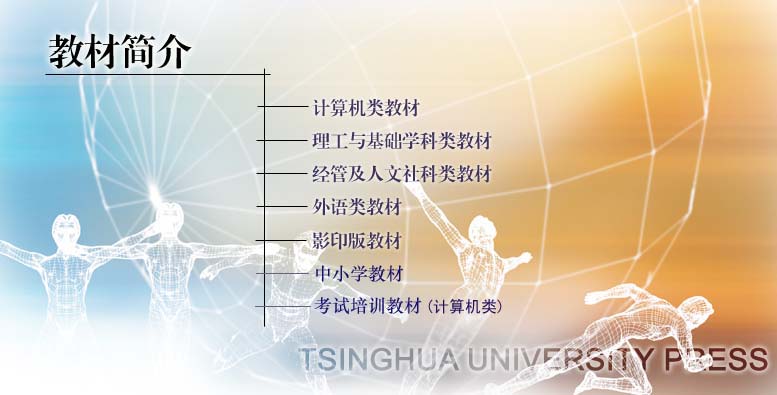 教材简介
计算机类教材
理工与基础学科类教材
经管及人文社科类教材
外语类教材
影印版教材
中小学教材
考试培训教材 (计算机类)
TSINGHUA UNIVERSITY PRESS